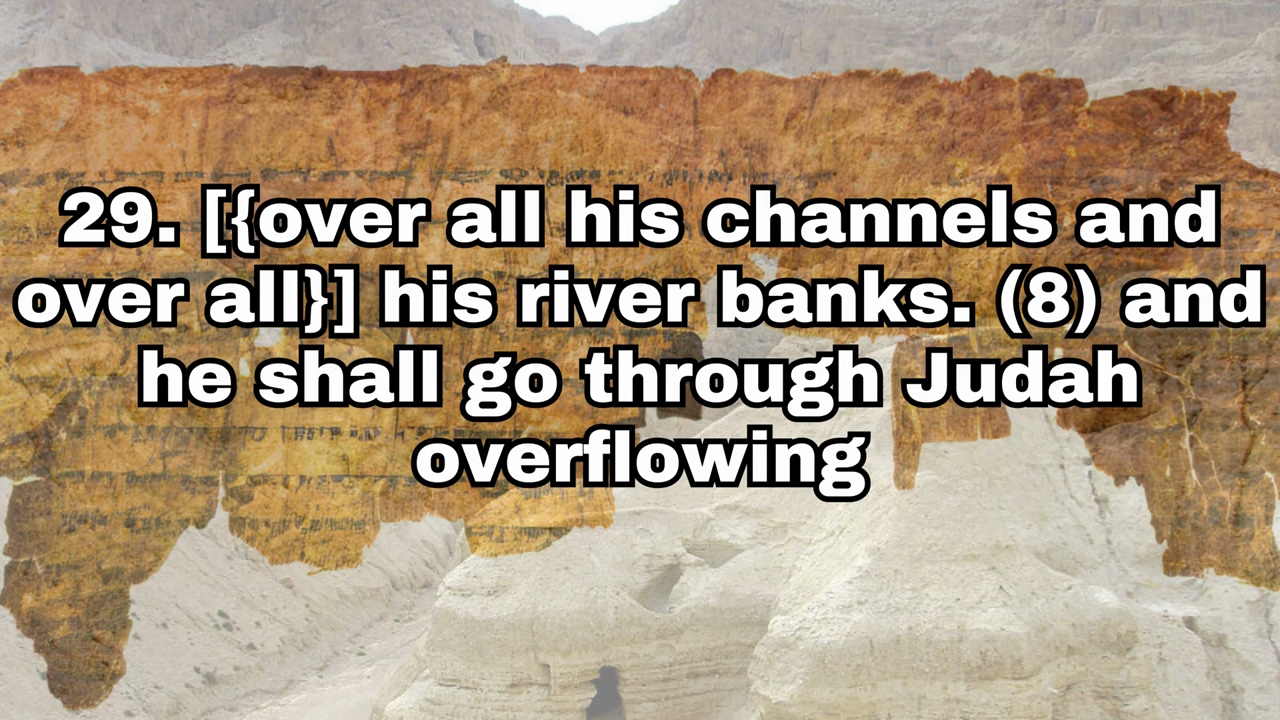 29. [{over all his channels and
over all}] his river banks. (8) and
he shall go through Judah
overflowing